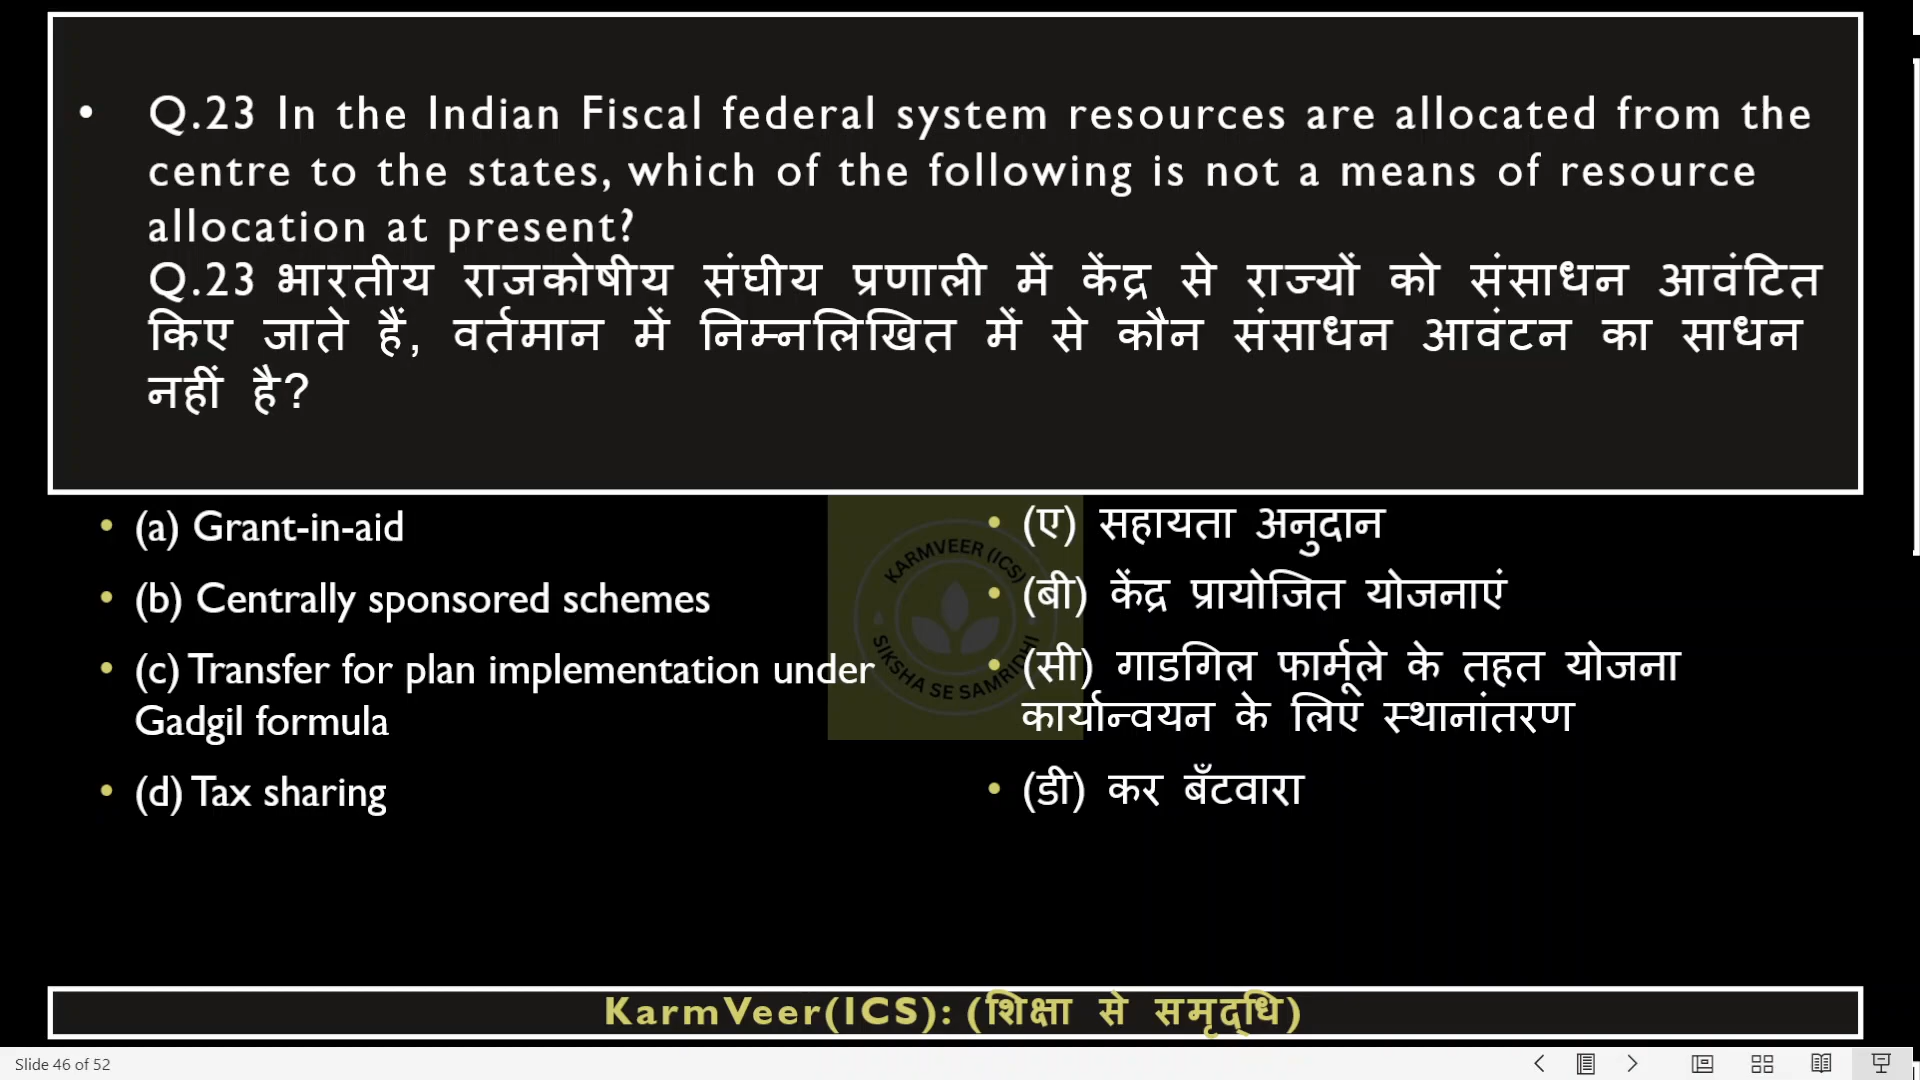 • Q.23 In the Indian Fiscal federal system resources are allocated from the
centre to the states, which of the following is not a means of resource
allocation at present?
Q.23 भारतीय राजकोषीय संघीय प्रणाली में केंद्र से राज्यों को संसाधन आवंटित
किए जाते हैं, वर्तमान में निम्नलिखित में से कौन संसाधन आवंटन का साधन
नहीं है?
• (a) Grant-in-aid
• (b) Centrally sponsored schemes
• (c) Transfer for plan implementation under
Gadgil formula
• (d) Tax sharing
• (ए) सहायता अनुदान
• (बी) केंद्र प्रायोजित योजनाएं
• (सी) गाडगिल फार्मूले के तहत योजना
कार्यान्वयन के लिए स्थानांतरण
• (डी) कर बँटवारा
KARMVEER (ICS)
SIKSHA SE SAMRIDHI
KarmVeer(ICS): (शिक्षा से समृद्धि)
Slide 46 of 52